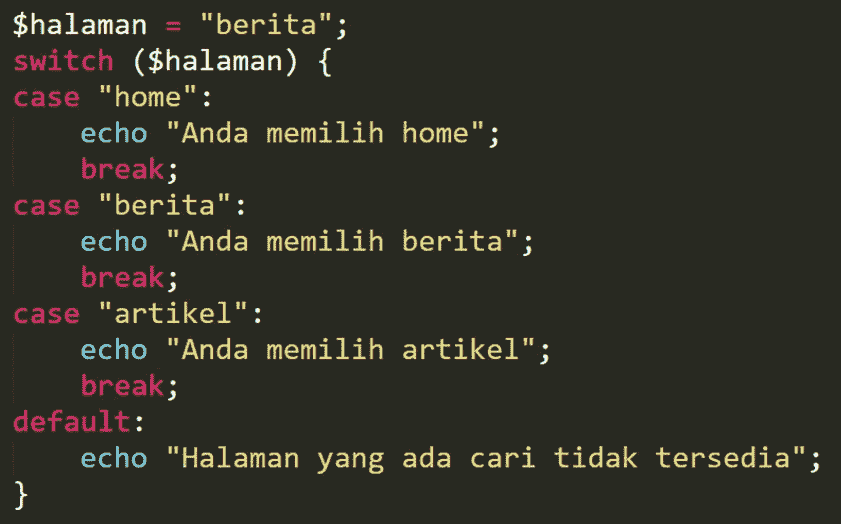 $halaman = "berita";
switch ($halaman) {
case "home":
    echo "Anda memilih home";
    break;
case "berita":
    echo "Anda memilih berita";
    break;
case "artikel":
    echo "Anda memilih artikel";
    break;
default:
    echo "Halaman yang ada cari tidak tersedia";
}